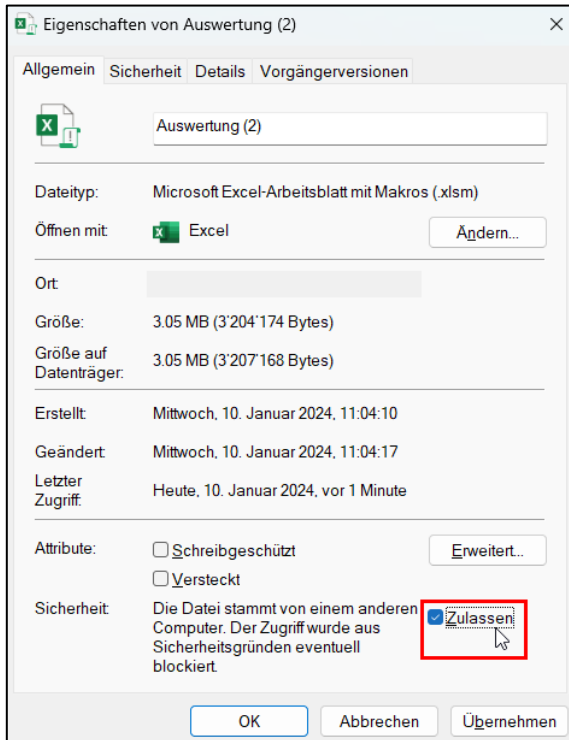 Eigenschaften von Auswertung (2)
Allgemein Sicherheit Details Vorgängerversionen
Auswertung (2)
Dateityp: Microsoft Excel-Arbeitsblatt mit Makros (.xlsm)
Öffnen mit: Excel Ändern...
Ort:
Größe: 3.05 MB (3'204'174 Bytes)
Größe auf
Datenträger: 3.05 MB (3'207'168 Bytes)
Erstellt: Mittwoch, 10. Januar 2024, 11:04:10
Geändert: Mittwoch, 10. Januar 2024, 11:04:17
Letzter
Zugriff: Heute, 10. Januar 2024, vor 1 Minute
Attribute: Schreibgeschützt Erweitert...
Versteckt
Sicherheit: Die Datei stammt von einem anderen Zulassen
Computer. Der Zugriff wurde aus
Sicherheitsgründen eventuell
blockiert.
OK Abbrechen Übernehmen